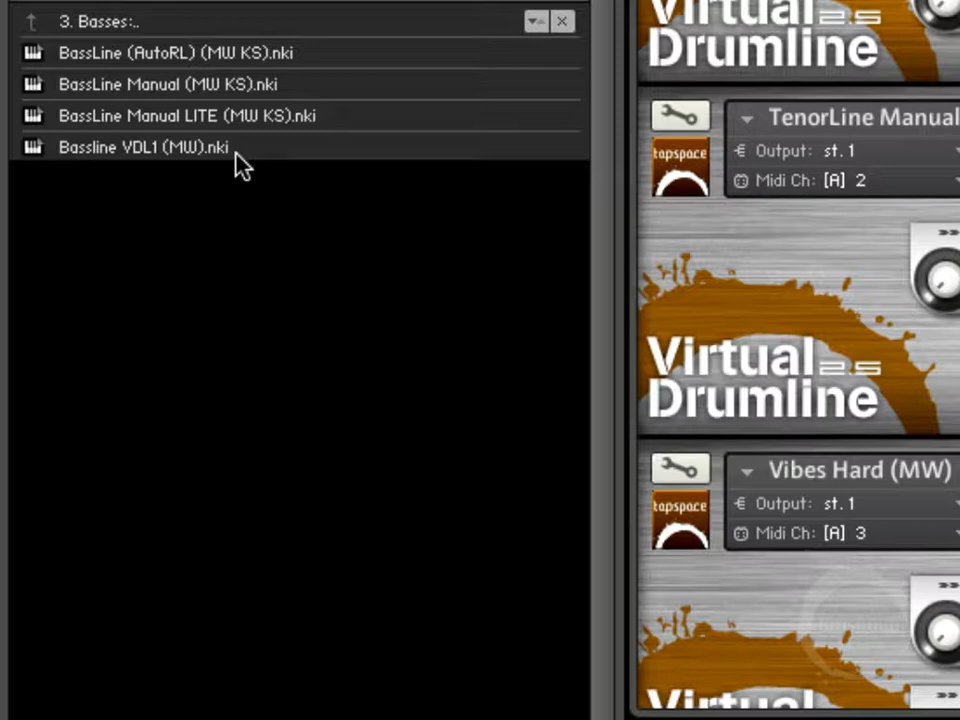 3. Basses:..
BassLine (AutoRL) (MW KS).nki
BassLine Manual (MW KS).nki
BassLine Manual LITE (MW KS).nki
Bassline VDL1 (MW).nki
Virtual 2.5
Drumline
TenorLine Manual
tapspace
Output: st.1
Midi Ch: [A] 2
Virtual 2.5
Drumline
Vibes Hard (MW)
tapspace
Output: st.1
Midi Ch: [A] 3
Virtual